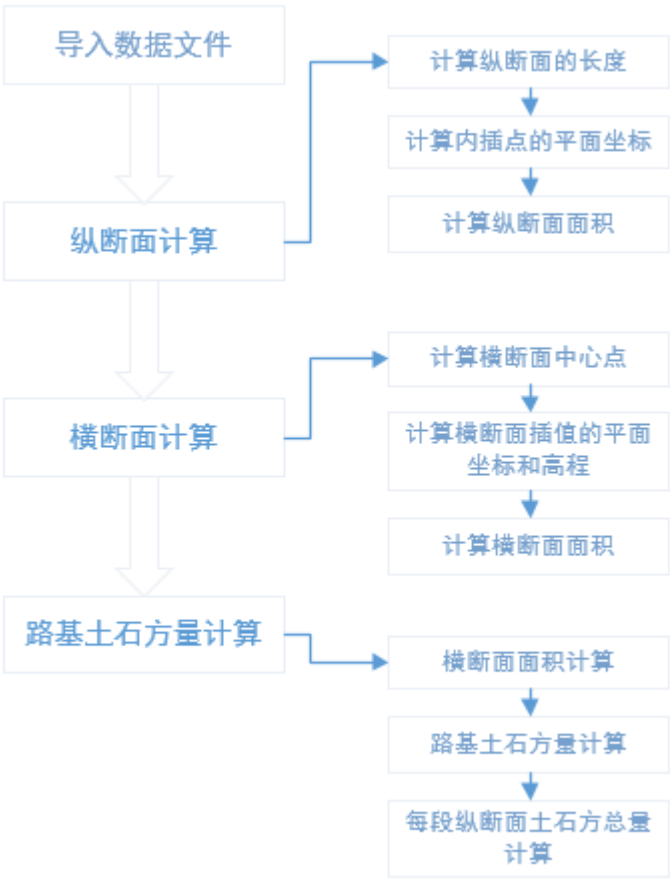 导入数据文件
纵断面计算
计算纵断面的长度
计算内插点的平面坐标
计算纵断面面积
横断面计算
计算横断面中心点
计算横断面插值的平面
坐标和高程
计算横断面面积
路基土石方量计算
横断面面积计算
路基土石方量计算
每段纵断面土石方总量
计算